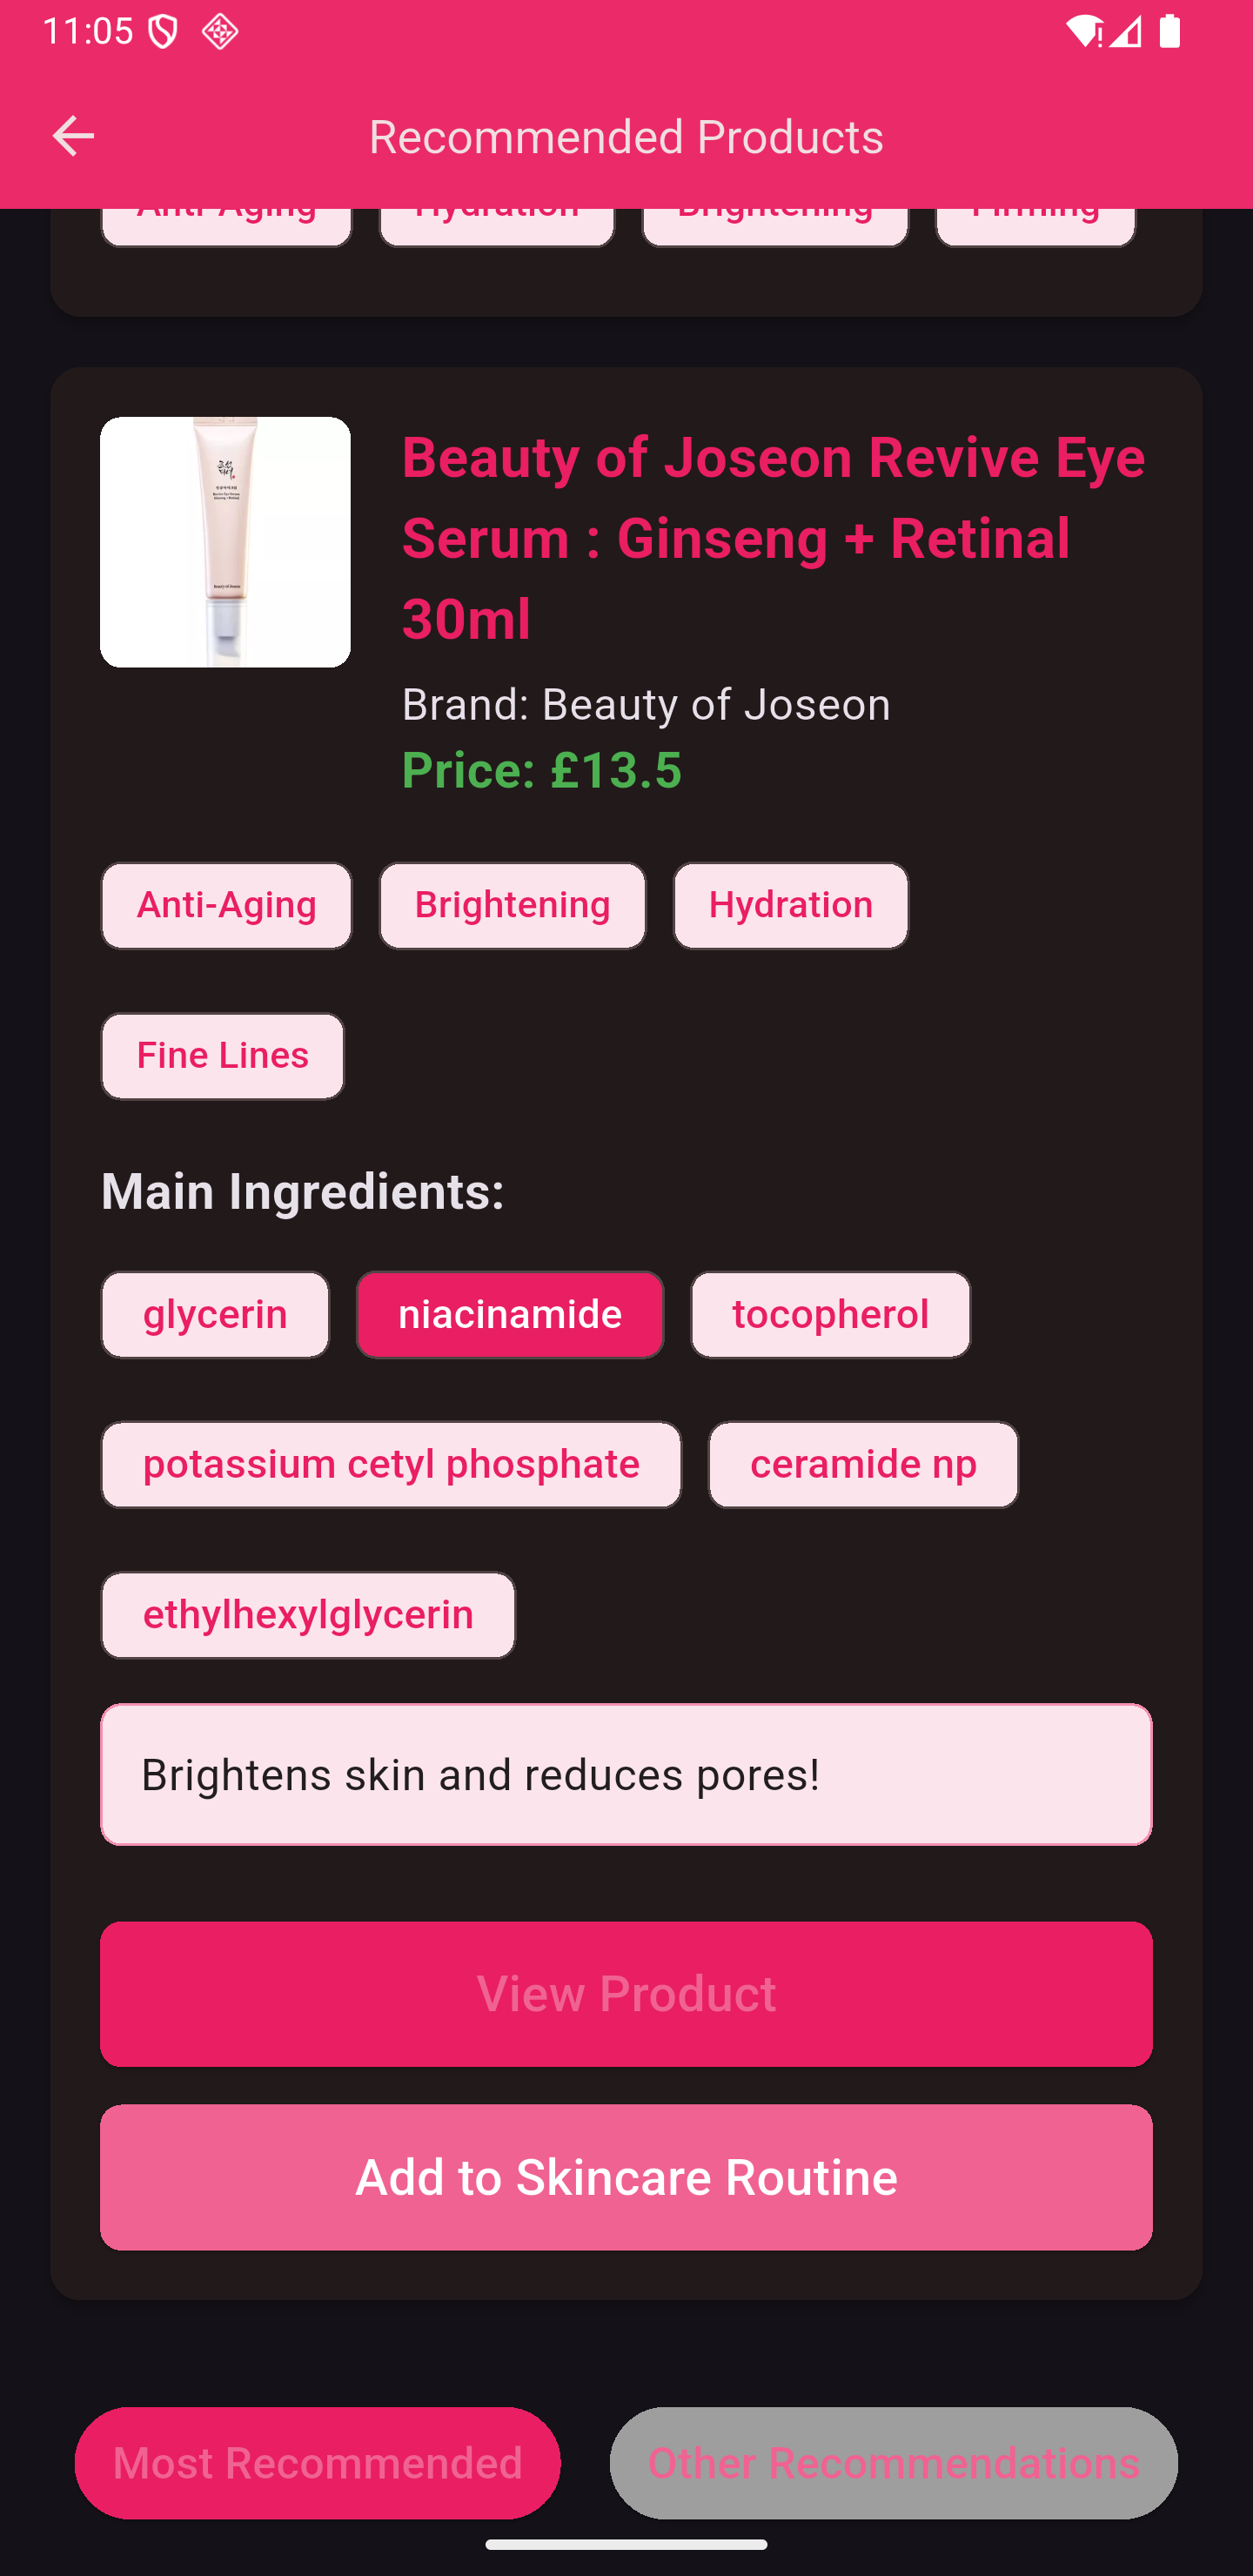 11:05
Recommended Products
Anti-Aging Hydration Brightening Firming
Beauty of Joseon Revive Eye
Serum : Ginseng + Retinal
30ml
Brand: Beauty of Joseon
Price: £13.5
Anti-Aging Brightening Hydration
Fine Lines
Main Ingredients:
glycerin niacinamide tocopherol
potassium cetyl phosphate ceramide np
ethylhexylglycerin
Brightens skin and reduces pores!
View Product
Add to Skincare Routine
Most Recommended Other Recommendations